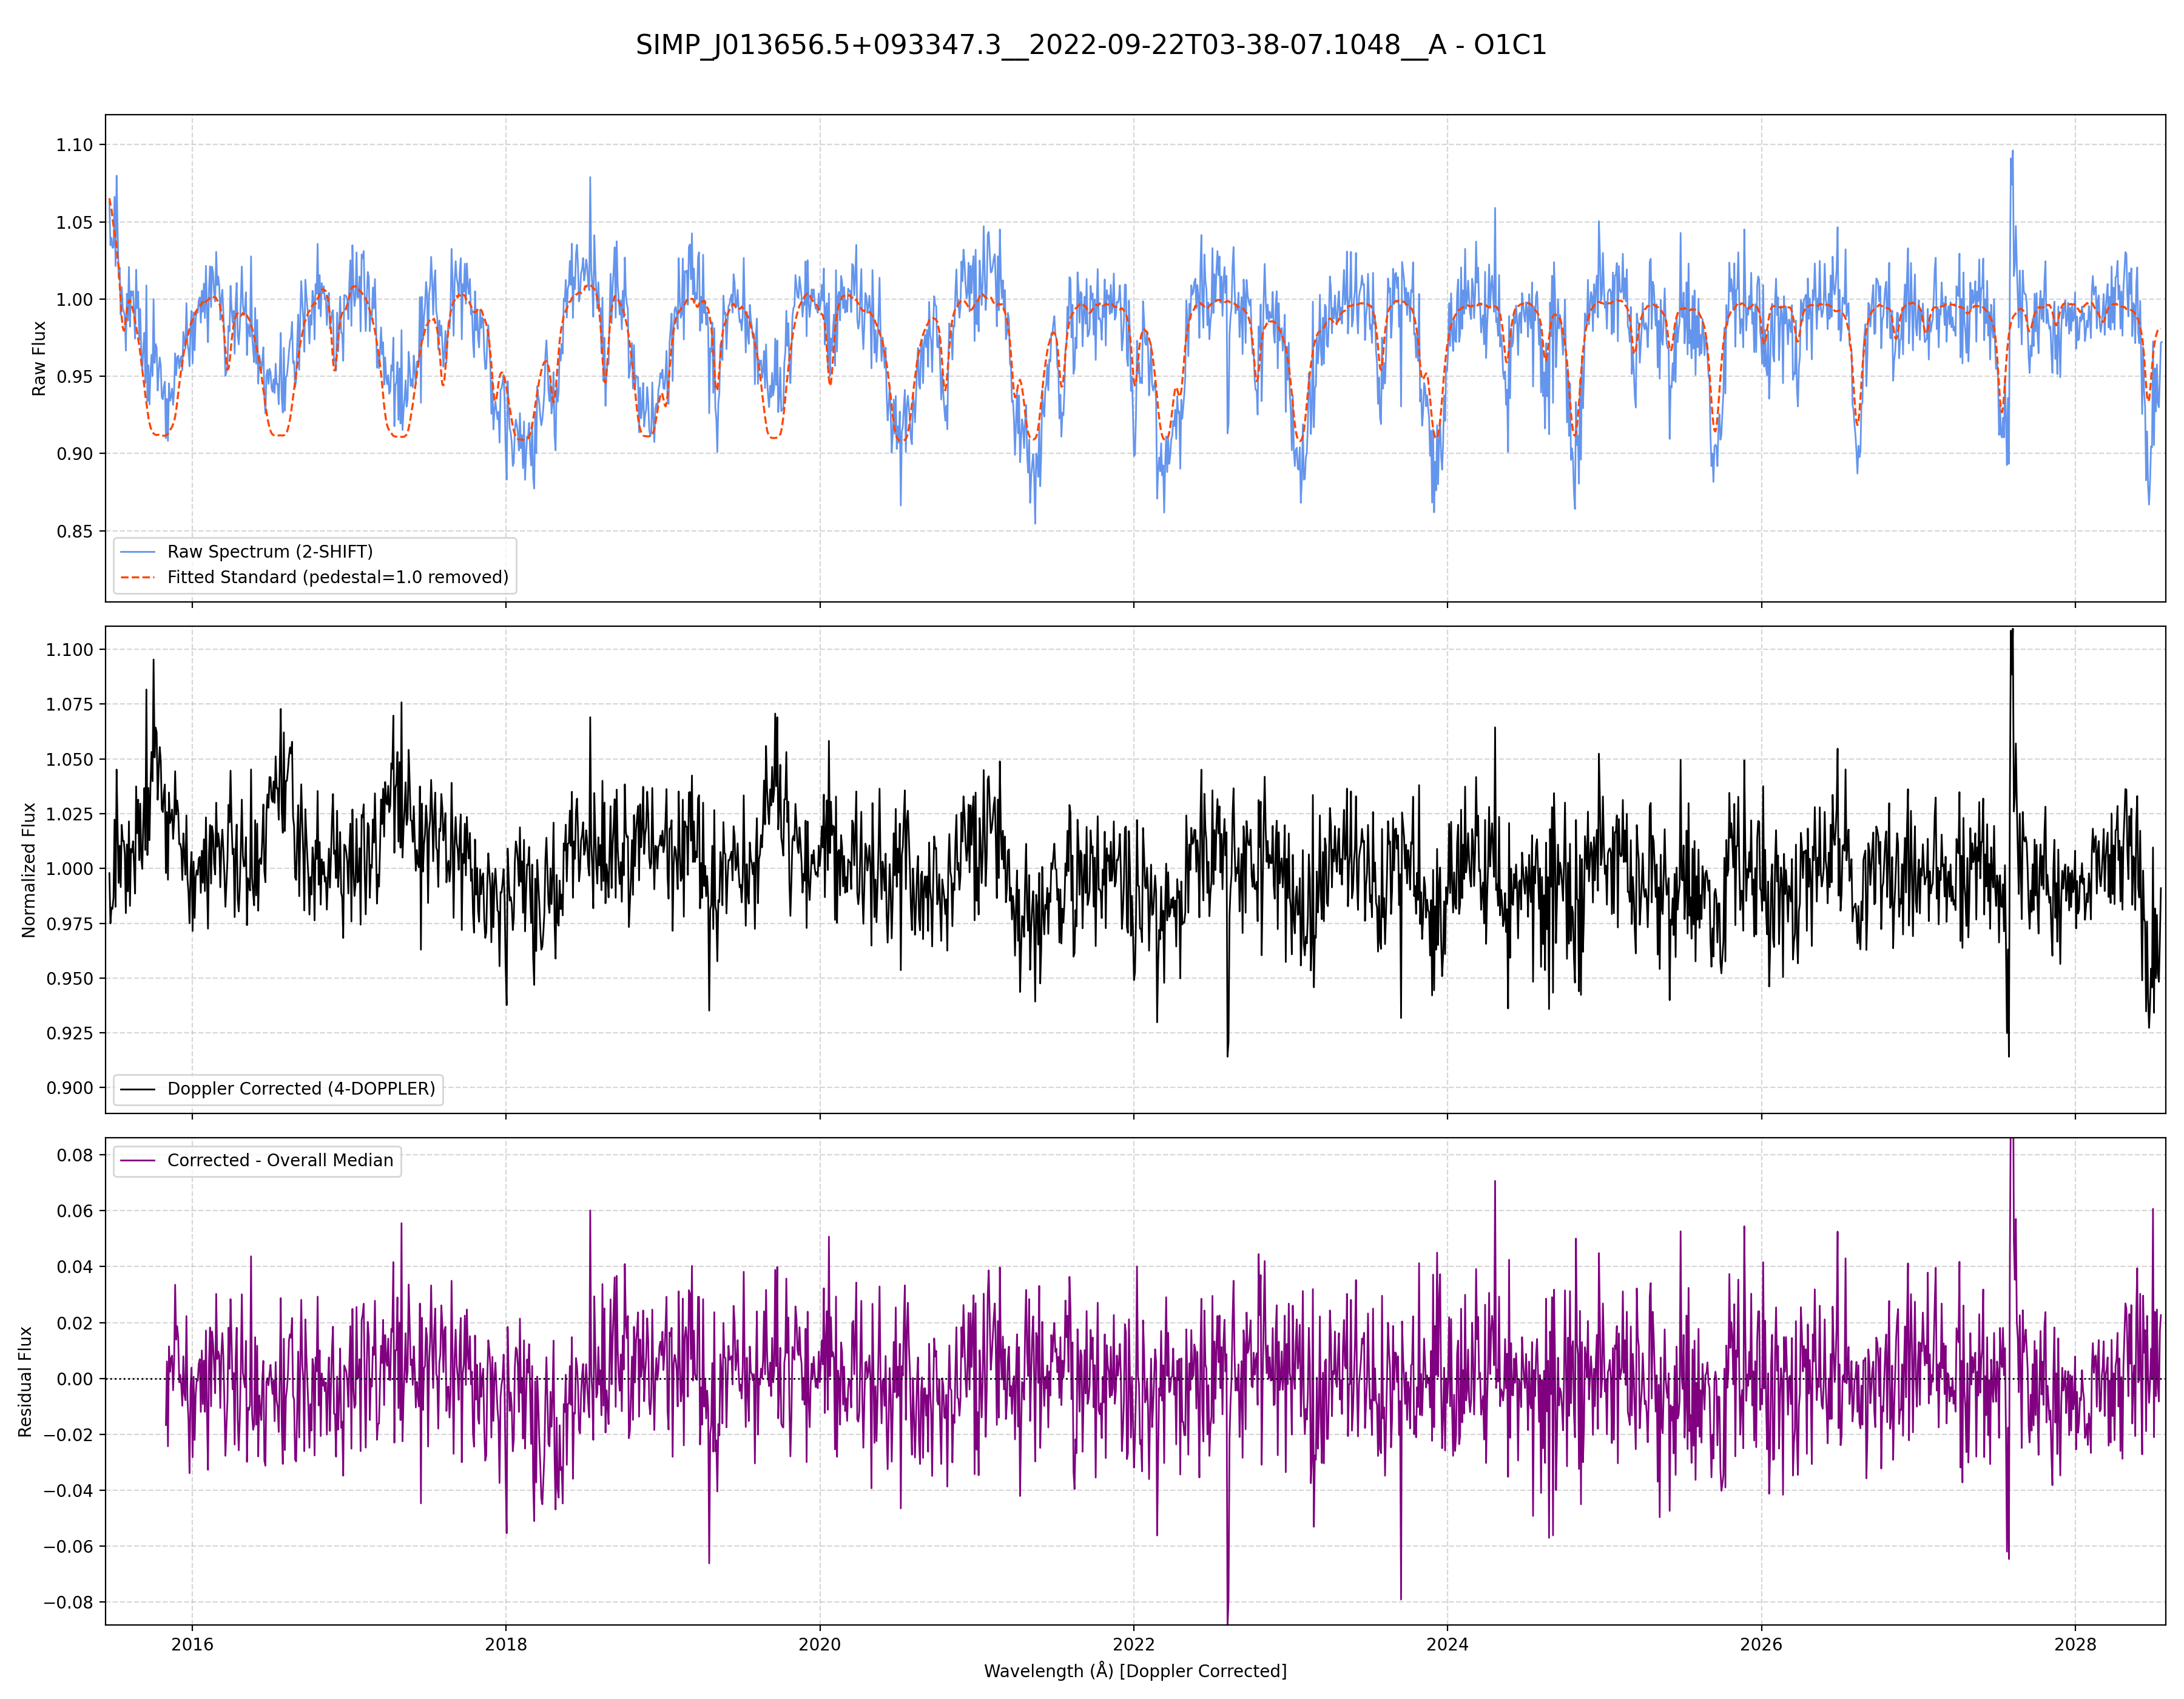 SIMP_J013656.5+093347.3__2022-09-22T03-38-07.1048__A - O1C1
1.10
1.05
1.00
0.95
0.90
0.85
Raw Flux
Raw Spectrum (2-SHIFT)
Fitted Standard (pedestal=1.0 removed)
1.100
1.075
1.050
1.025
1.000
0.975
0.950
0.925
0.900
Normalized Flux
Doppler Corrected (4-DOPPLER)
0.08
0.06
0.04
0.02
0.00
−0.02
−0.04
−0.06
−0.08
Residual Flux
Corrected - Overall Median
2016 2018 2020 2022 2024 2026 2028
Wavelength (Å) [Doppler Corrected]